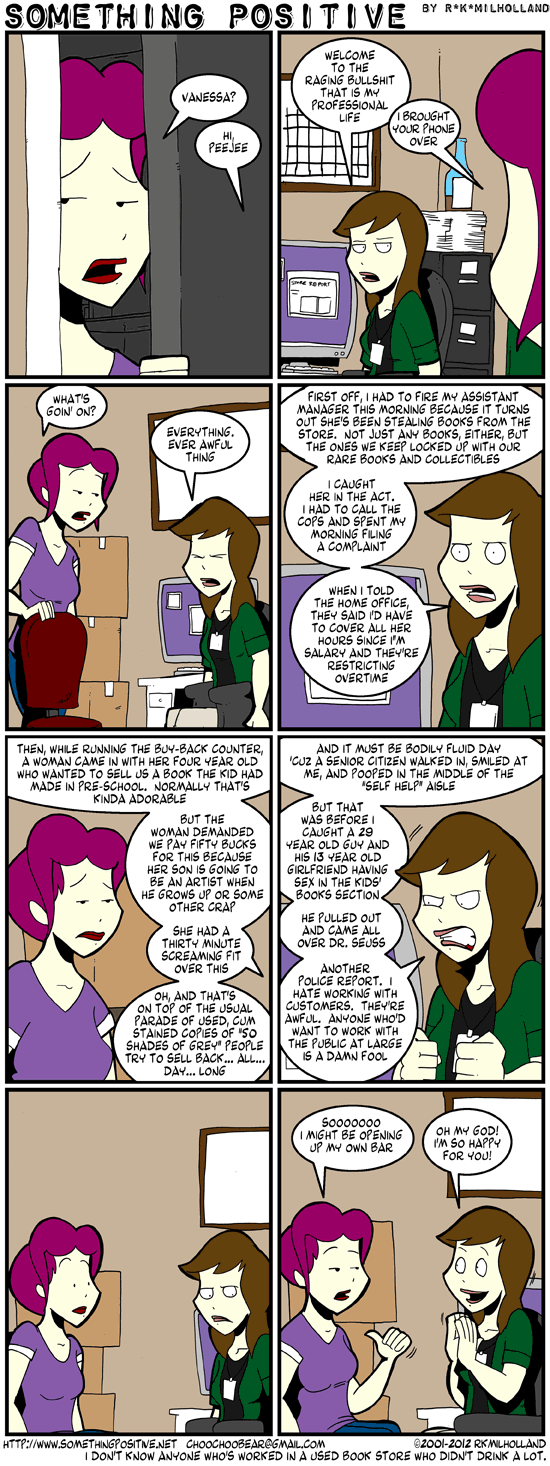 SOMETHING POSITIVE BY R*K*MILHOLLAND
VANESSA?
HI,
PEEJEE
WELCOME
TO THE
RAGING BULLSHIT
THAT IS MY
PROFESSIONAL
LIFE
I BROUGHT
YOUR PHONE
OVER
STORE REPORT
WHAT'S
GOIN' ON?
EVERYTHING.
EVER AWFUL
THING
FIRST OFF, I HAD TO FIRE MY ASSISTANT
MANAGER THIS MORNING BECAUSE IT TURNS
OUT SHE'S BEEN STEALING BOOKS FROM THE
STORE. NOT JUST ANY BOOKS, EITHER, BUT
THE ONES WE KEEP LOCKED UP WITH OUR
RARE BOOKS AND COLLECTIBLES
I CAUGHT
HER IN THE ACT.
I HAD TO CALL THE
COPS AND SPENT MY
MORNING FILING
A COMPLAINT
WHEN I TOLD
THE HOME OFFICE,
THEY SAID I'D HAVE
TO COVER ALL HER
HOURS SINCE I"M
SALARY AND THEY'RE
RESTRICTING
OVERTIME
THEN, WHILE RUNNING THE BUY-BACK COUNTER,
A WOMAN CAME IN WITH HER FOUR YEAR OLD
WHO WANTED TO SELL US A BOOK THE KID HAD
MADE IN PRE-SCHOOL. NORMALLY THAT'S
KINDA ADORABLE
BUT THE
WOMAN DEMANDED
WE PAY FIFTY BUCKS
FOR THIS BECAUSE
HER SON IS GOING TO
BE AN ARTIST WHEN
HE GROWS UP OR SOME
OTHER CRAP
SHE HAD A
THIRTY MINUTE
SCREAMING FIT
OVER THIS
OH, AND THAT'S
ON TOP OF THE USUAL
PARADE OF USED, CUM
STAINED COPIES OF "50
SHADES OF GREY" PEOPLE
TRY TO SELL BACK... ALL...
DAY... LONG
AND IT MUST BE BODILY FLUID DAY
'CUZ A SENIOR CITIZEN WALKED IN, SMILED AT
ME, AND POOPED IN THE MIDDLE OF THE
"SELF HELP" AISLE
BUT THAT
WAS BEFORE I
CAUGHT A 29
YEAR OLD GUY AND
HIS 13 YEAR OLD
GIRLFRIEND HAVING
SEX IN THE KIDS'
BOOKS SECTION
HE PULLED OUT
AND CAME ALL
OVER DR. SEUSS
ANOTHER
POLICE REPORT. I
HATE WORKING WITH
CUSTOMERS. THEY'RE
AWFUL. ANYONE WHO'D
WANT TO WORK WITH
THE PUBLIC AT LARGE
IS A DAMN FOOL
SOOOOOOO
I MIGHT BE OPENING
UP MY OWN BAR
OH MY GOD!
I'M SO HAPPY
FOR YOU!
HTTP://WWW.SOMETHINGPOSITIVE.NET CHOOCHOOBEAR@GMAIL.COM ©2001-2012 RKMILHOLLAND
I DON'T KNOW ANYONE WHO'S WORKED IN A USED BOOK STORE WHO DIDN'T DRINK A LOT.